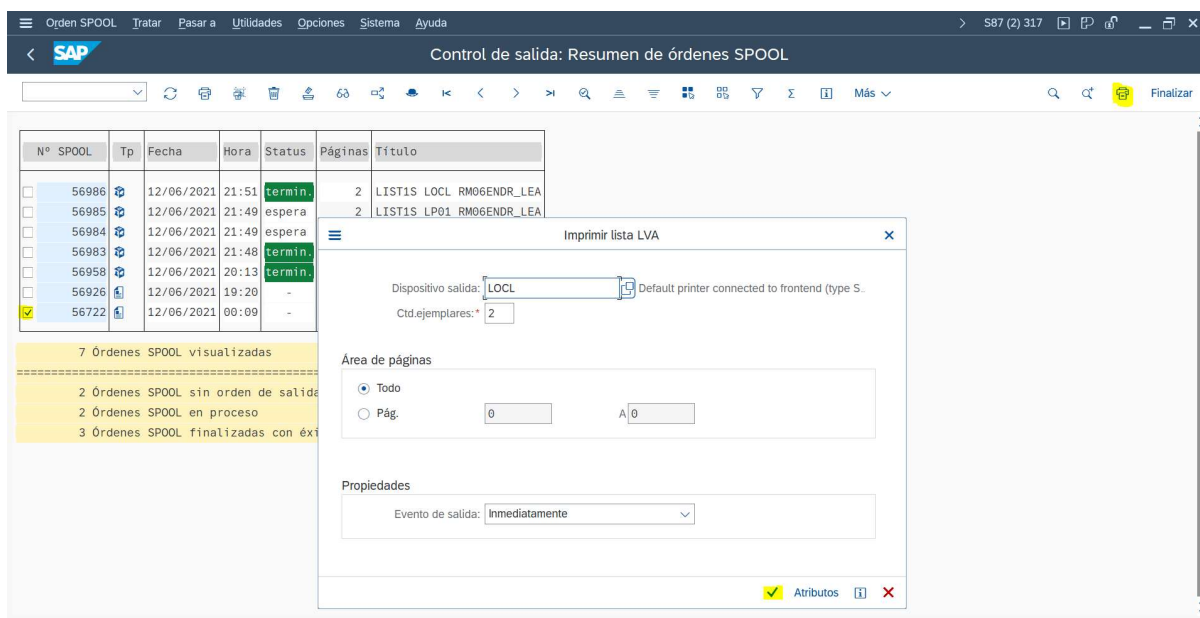 Orden SPOOL Tratar Pasar a Utilidades Opciones Sistema Ayuda S87 (2) 317
SAP Control de salida: Resumen de órdenes SPOOL
Más Finalizar
Nº SPOOL Tp Fecha Hora Status Páginas Título
56986 12/06/2021 21:51 termin. 2 LIST1S LOCL RM06ENDR_LEA
56985 12/06/2021 21:49 espera 2 LIST1S LP01 RM06ENDR_LEA
56984 12/06/2021 21:49 espera
56983 12/06/2021 21:48 termin.
56958 12/06/2021 20:13 termin.
56926 12/06/2021 19:20 -
56722 12/06/2021 00:09 -
7 Órdenes SPOOL visualizadas
2 Órdenes SPOOL sin orden de salida
2 Órdenes SPOOL en proceso
3 Órdenes SPOOL finalizadas con éxi
Imprimir lista LVA
Dispositivo salida: LOCL Default printer connected to frontend (type S..
Ctd.ejemplares:* 2
Área de páginas
Todo
Pág. 0 A 0
Propiedades
Evento de salida: Inmediatamente
Atributos